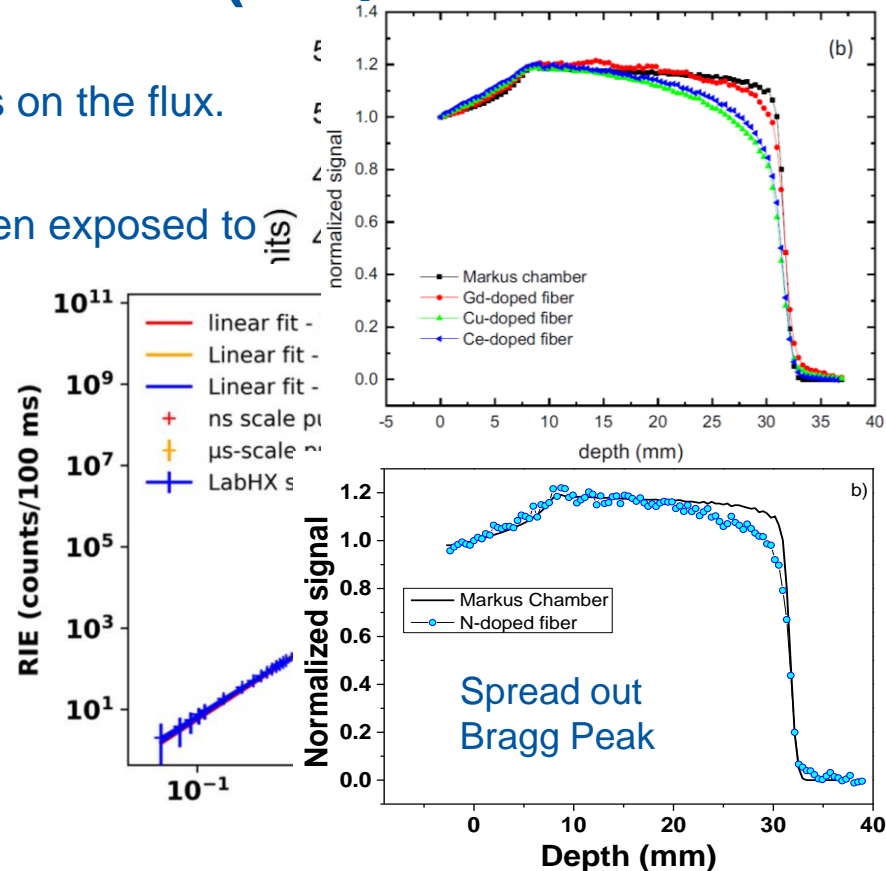 s on the flux.
en exposed to
hits)
normalized signal
1.4
1.2
1.0
0.8
0.6
0.4
0.2
0.0
(b)
Markus chamber
Gd-doped fiber
Cu-doped fiber
Ce-doped fiber
-5 0 5 10 15 20 25 30 35 40
depth (mm)
RIE (counts/100 ms)
10¹¹
10⁹
10⁷
10⁵
10³
10¹
linear fit -
Linear fit -
Linear fit -
ns scale pu
µs-scale
LabHX s
10⁻¹
Normalized signal
1.2
1.0
0.8
0.6
0.4
0.2
0.0
b)
Markus Chamber
N-doped fiber
Spread out
Bragg Peak
0 10 20 30 40
Depth (mm)